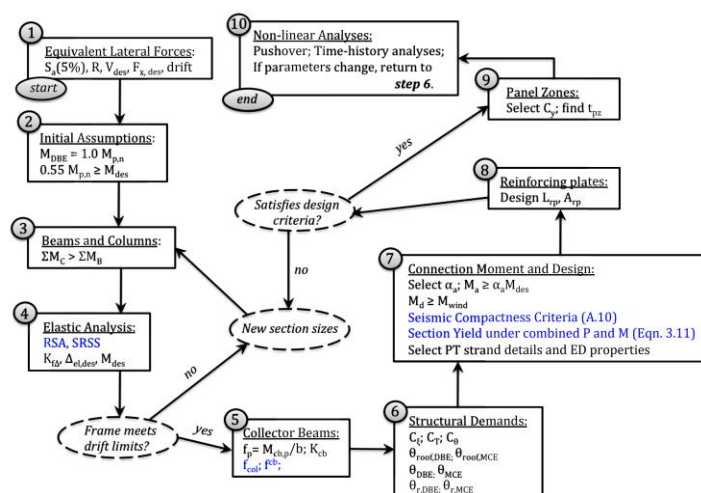 1
Equivalent Lateral Forces:
Sa(5%), R, Vdes, Fx, des, drift
start
2
Initial Assumptions:
MDBE = 1.0 Mp,n
0.55 Mp,n ≥ Mdes
3
Beams and Columns:
ΣMC > ΣMB
4
Elastic Analysis:
RSA, SRSS
KfΔ, Δel,des, Mdes
Frame meets
drift limits?
no
yes
New section sizes
5
Collector Beams:
fp= Mcb,p/b; Kcb
fcol; fcb;
6
Structural Demands:
Cξ; CT; Cθ
θroof,DBE; θroof,MCE
θDBE; θMCE
θr,DBE; θr,MCE
7
Connection Moment and Design:
Select αa; Ma ≥ αaMdes
Md ≥ Mwind
Seismic Compactness Criteria (A.10)
Section Yield under combined P and M (Eqn. 3.11)
Select PT strand details and ED properties
8
Reinforcing plates:
Design Lrp, Arp
Satisfies design
criteria?
no
yes
9
Panel Zones:
Select Cy; find tpz
10
Non-linear Analyses:
Pushover; Time-history analyses;
If parameters change, return to
step 6.
end